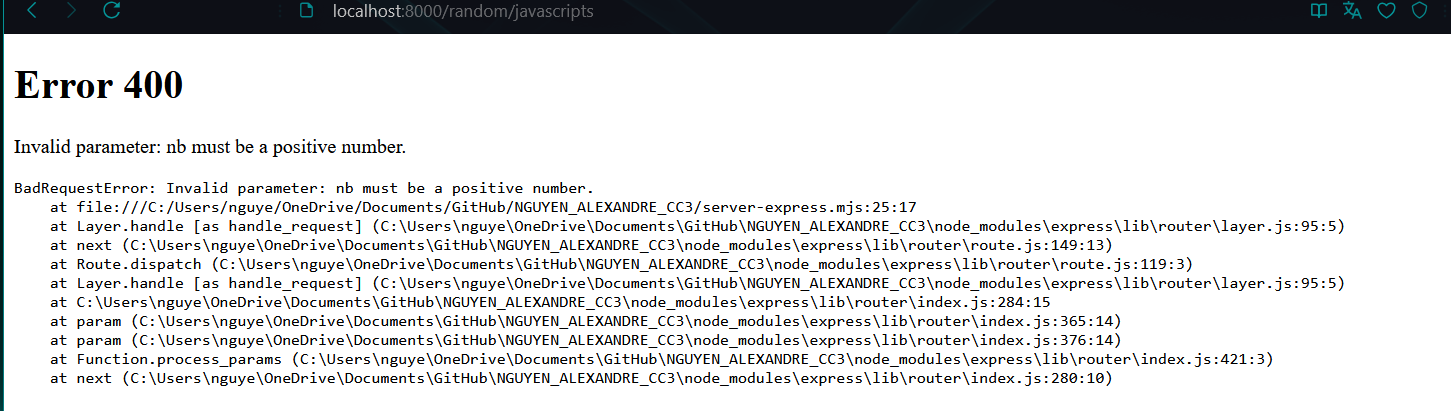 localhost:8000/random/javascripts
Error 400
Invalid parameter: nb must be a positive number.
BadRequestError: Invalid parameter: nb must be a positive number.
    at file:///C:/Users/nguye/OneDrive/Documents/GitHub/NGUYEN_ALEXANDRE_CC3/server-express.mjs:25:17
    at Layer.handle [as handle_request] (C:\Users\nguye\OneDrive\Documents\GitHub\NGUYEN_ALEXANDRE_CC3\node_modules\express\lib\router\layer.js:95:5)
    at next (C:\Users\nguye\OneDrive\Documents\GitHub\NGUYEN_ALEXANDRE_CC3\node_modules\express\lib\router\route.js:149:13)
    at Route.dispatch (C:\Users\nguye\OneDrive\Documents\GitHub\NGUYEN_ALEXANDRE_CC3\node_modules\express\lib\router\route.js:119:3)
    at Layer.handle [as handle_request] (C:\Users\nguye\OneDrive\Documents\GitHub\NGUYEN_ALEXANDRE_CC3\node_modules\express\lib\router\layer.js:95:5)
    at C:\Users\nguye\OneDrive\Documents\GitHub\NGUYEN_ALEXANDRE_CC3\node_modules\express\lib\router\index.js:284:15
    at param (C:\Users\nguye\OneDrive\Documents\GitHub\NGUYEN_ALEXANDRE_CC3\node_modules\express\lib\router\index.js:365:14)
    at param (C:\Users\nguye\OneDrive\Documents\GitHub\NGUYEN_ALEXANDRE_CC3\node_modules\express\lib\router\index.js:376:14)
    at Function.process_params (C:\Users\nguye\OneDrive\Documents\GitHub\NGUYEN_ALEXANDRE_CC3\node_modules\express\lib\router\index.js:421:3)
    at next (C:\Users\nguye\OneDrive\Documents\GitHub\NGUYEN_ALEXANDRE_CC3\node_modules\express\lib\router\index.js:280:10)